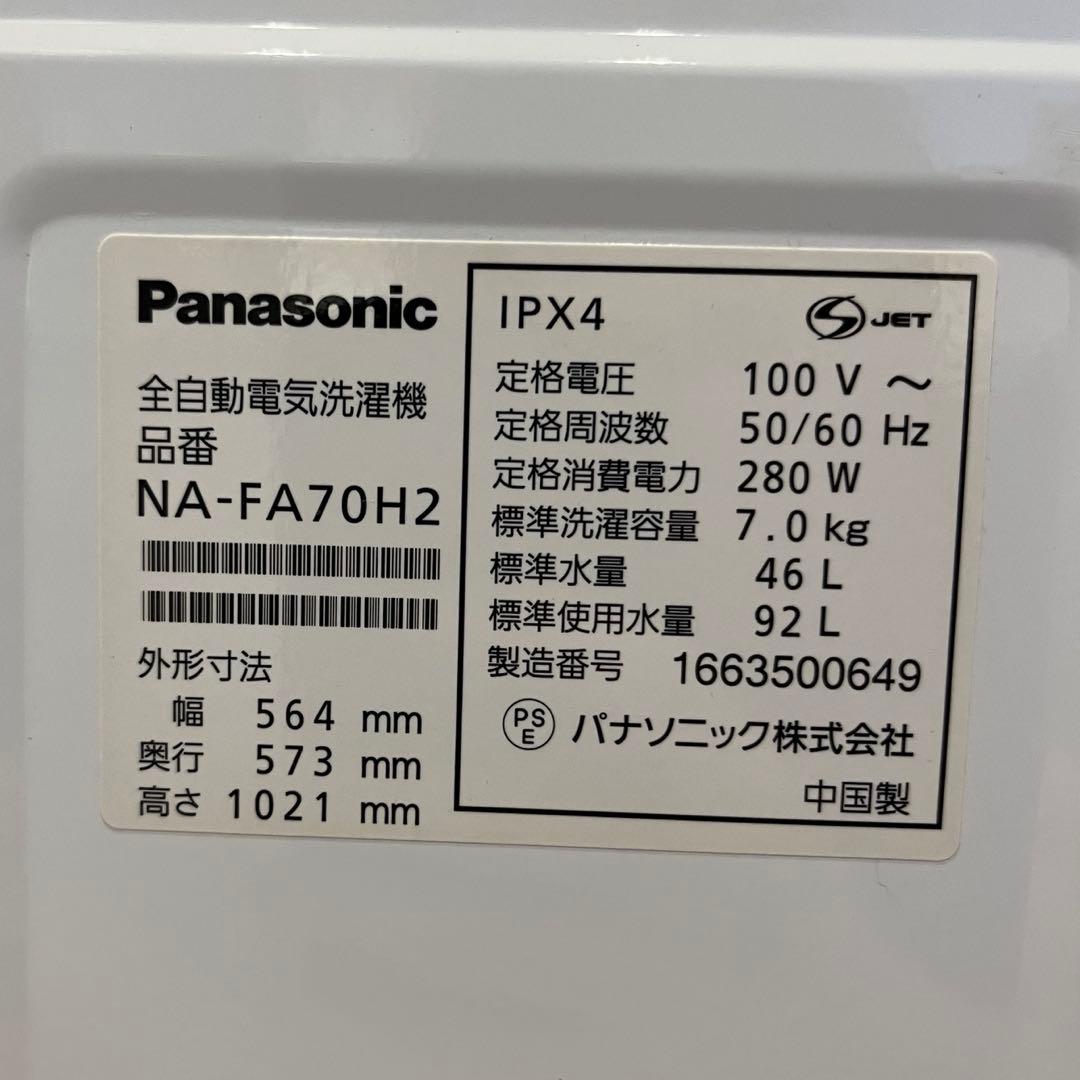 Panasonic
全自動電気洗濯機
品番
NA-FA70H2
外形寸法
幅 564 mm
奥行 573 mm
高さ 1021 mm
IPX4
JET
定格電圧 100 V ～
定格周波数 50/60 Hz
定格消費電力 280 W
標準洗濯容量 7.0 kg
標準水量 46 L
標準使用水量 92 L
製造番号 1663500649
PS E パナソニック株式会社
中国製